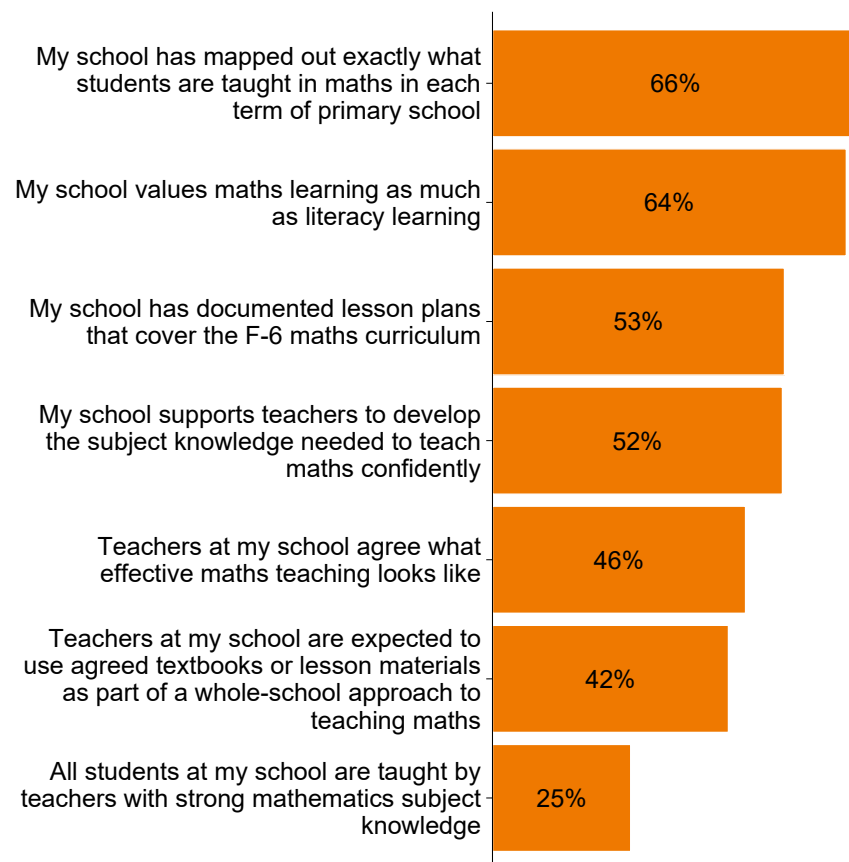 My school has mapped out exactly what
students are taught in maths in each
term of primary school
66%
My school values maths learning as much
as literacy learning
64%
My school has documented lesson plans
that cover the F-6 maths curriculum
53%
My school supports teachers to develop
the subject knowledge needed to teach
maths confidently
52%
Teachers at my school agree what
effective maths teaching looks like
46%
Teachers at my school are expected to
use agreed textbooks or lesson materials
as part of a whole-school approach to
teaching maths
42%
All students at my school are taught by
teachers with strong mathematics subject
knowledge
25%